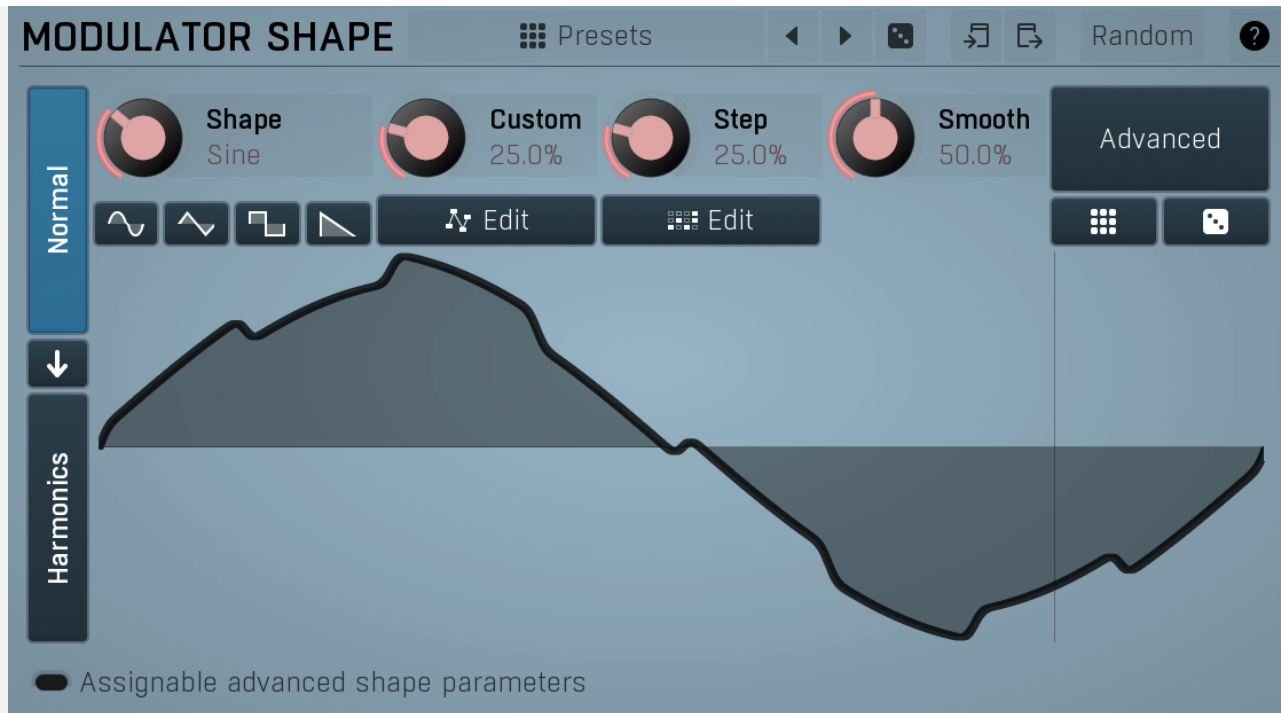 MODULATOR SHAPE Presets Random ?
Normal
Shape Custom Step Smooth
Sine 25.0% 25.0% 50.0%
Advanced
Edit Edit
Harmonics
Assignable advanced shape parameters